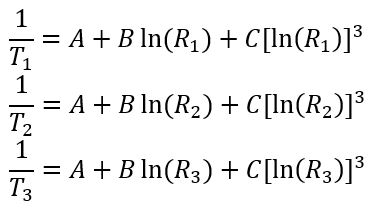 1/T₁ = A + B ln(R₁) + C[ln(R₁)]³
1/T₂ = A + B ln(R₂) + C[ln(R₂)]³
1/T₃ = A + B ln(R₃) + C[ln(R₃)]³